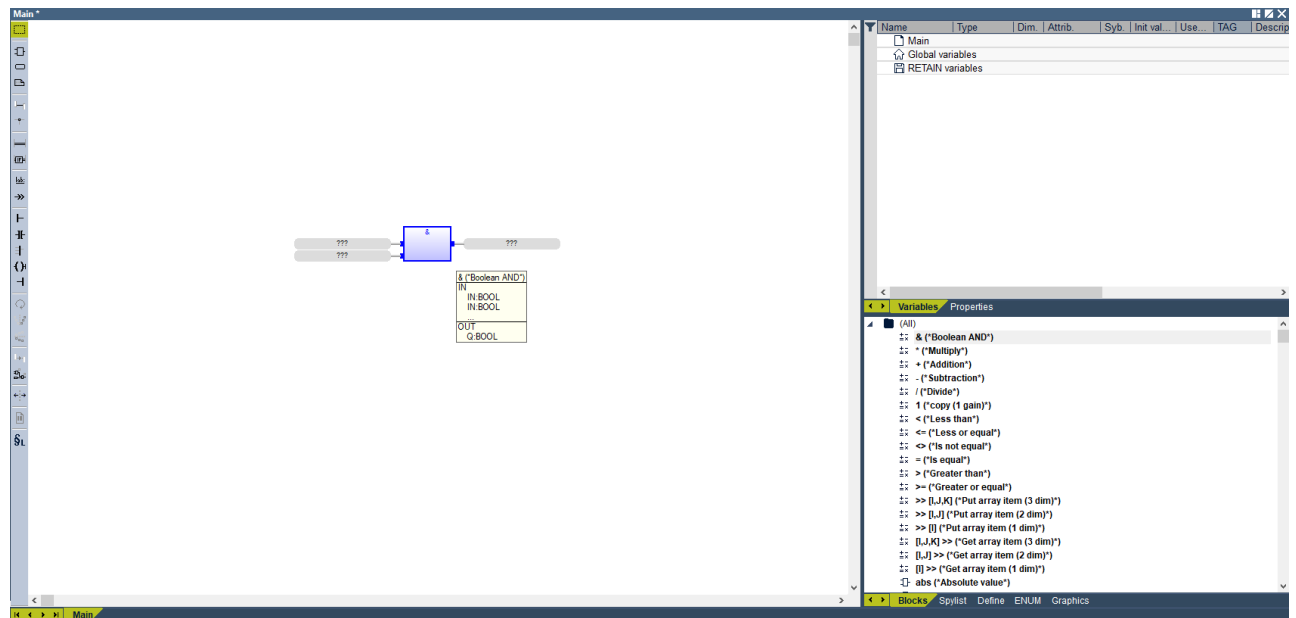 Main *
Name Type Dim. Attrib. Syb. Init val... Use... TAG Descrip
Main
Global variables
RETAIN variables
&
??? ???
???
& (*Boolean AND*)
IN
IN:BOOL
IN:BOOL
...
OUT
Q:BOOL
Variables Properties
(All)
& (*Boolean AND*)
* (*Multiply*)
+ (*Addition*)
- (*Subtraction*)
/ (*Divide*)
1 (*copy (1 gain)*)
< (*Less than*)
<= (*Less or equal*)
<> (*Is not equal*)
= (*Is equal*)
> (*Greater than*)
>= (*Greater or equal*)
>> [I,J,K] (*Put array item (3 dim)*)
>> [I,J] (*Put array item (2 dim)*)
>> [I] (*Put array item (1 dim)*)
[I,J,K] >> (*Get array item (3 dim)*)
[I,J] >> (*Get array item (2 dim)*)
[I] >> (*Get array item (1 dim)*)
abs (*Absolute value*)
Blocks Spylist Define ENUM Graphics
Main